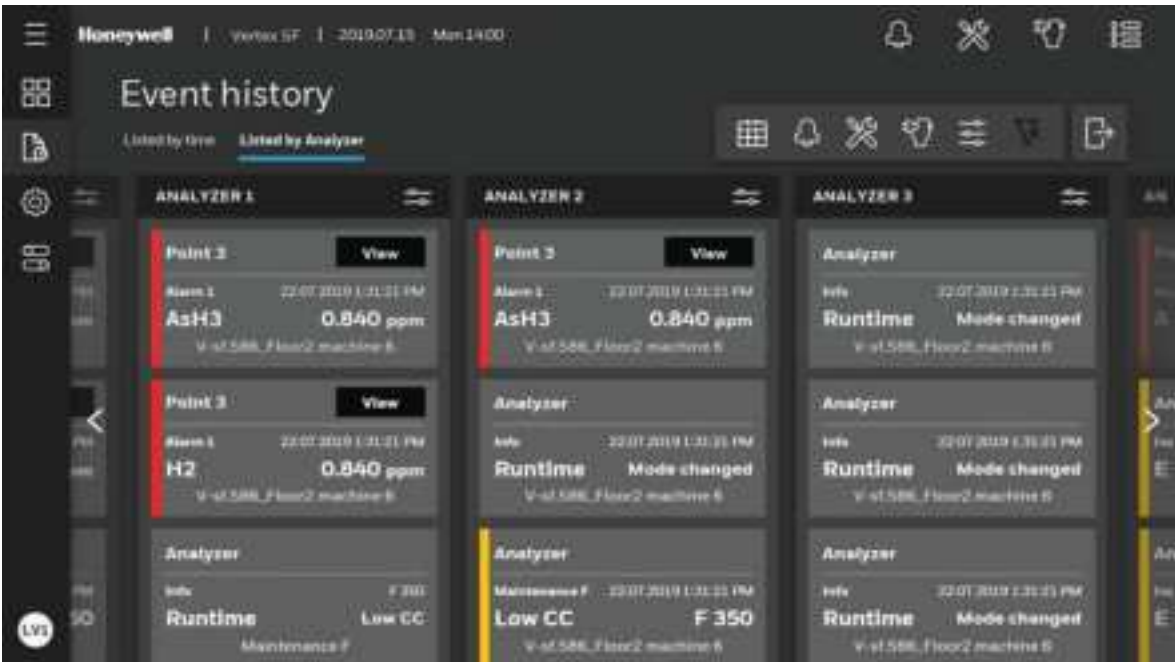 Honeywell | Vertex SF | 2019.07.15 Mon 14:00
Event history
Listed by time Listed by Analyzer
ANALYZER 1
Point 3 View
Alarm 1 22.07.2019 1:31:21 PM
AsH3 0.840 ppm
V-sf.586_Floor2 machine 6
Point 3 View
Alarm 1 22.07.2019 1:31:21 PM
H2 0.840 ppm
V-sf.586_Floor2 machine 6
Analyzer
Info F 350
Runtime Low CC
Maintenance F
ANALYZER 2
Point 3 View
Alarm 1 22.07.2019 1:31:21 PM
AsH3 0.840 ppm
V-sf.586_Floor2 machine 6
Analyzer
Info 22.07.2019 1:31:21 PM
Runtime Mode changed
V-sf.586_Floor2 machine 6
Analyzer
Maintenance F 22.07.2019 1:31:21 PM
Low CC F 350
V-sf.586_Floor2 machine 6
ANALYZER 3
Analyzer
Info 22.07.2019 1:31:21 PM
Runtime Mode changed
V-sf.586_Floor2 machine 6
Analyzer
Info 22.07.2019 1:31:21 PM
Runtime Mode changed
V-sf.586_Floor2 machine 6
Analyzer
Info 22.07.2019 1:31:21 PM
Runtime Mode changed
V-sf.586_Floor2 machine 6
LVS